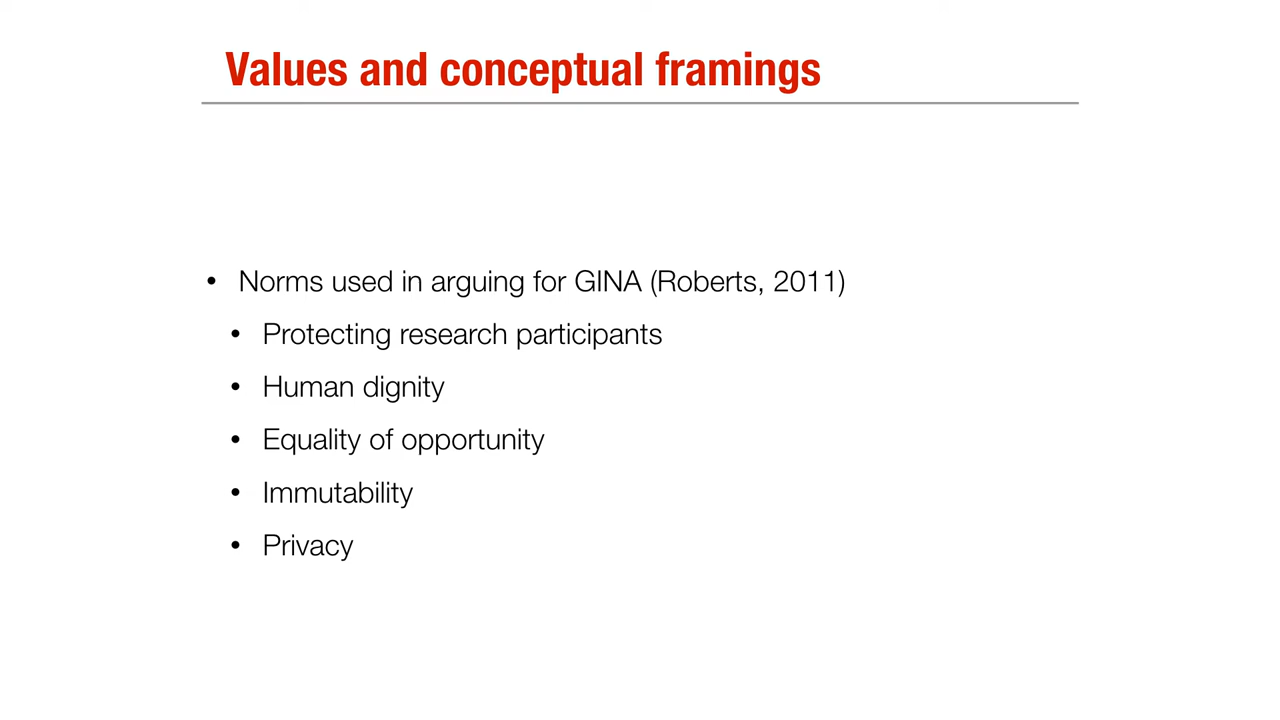 Values and conceptual framings
• Norms used in arguing for GINA (Roberts, 2011)
• Protecting research participants
• Human dignity
• Equality of opportunity
• Immutability
• Privacy